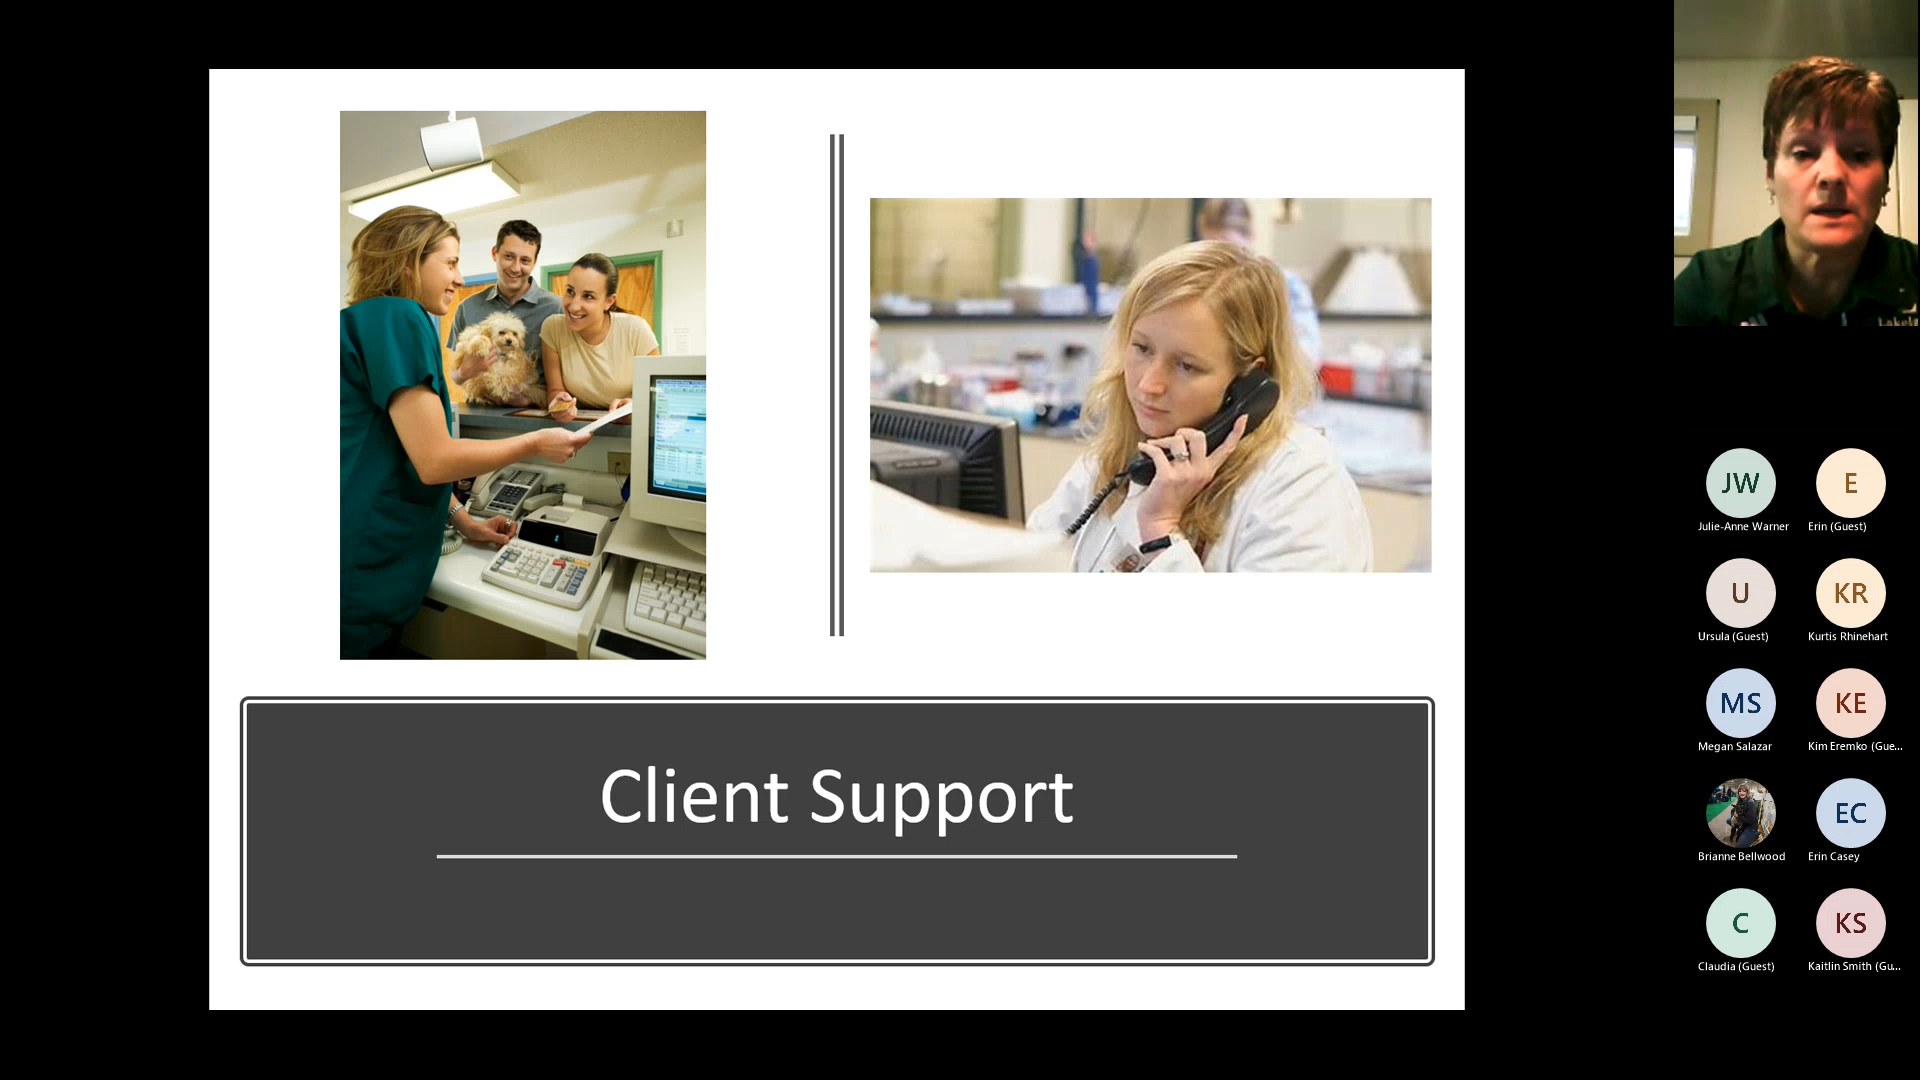 Client Support
JW
Julie-Anne Warner
E
Erin (Guest)
U
Ursula (Guest)
KR
Kurtis Rhinehart
MS
Megan Salazar
KE
Kim Eremko (Gue...
Brianne Bellwood
EC
Erin Casey
C
Claudia (Guest)
KS
Kaitlin Smith (Gu...